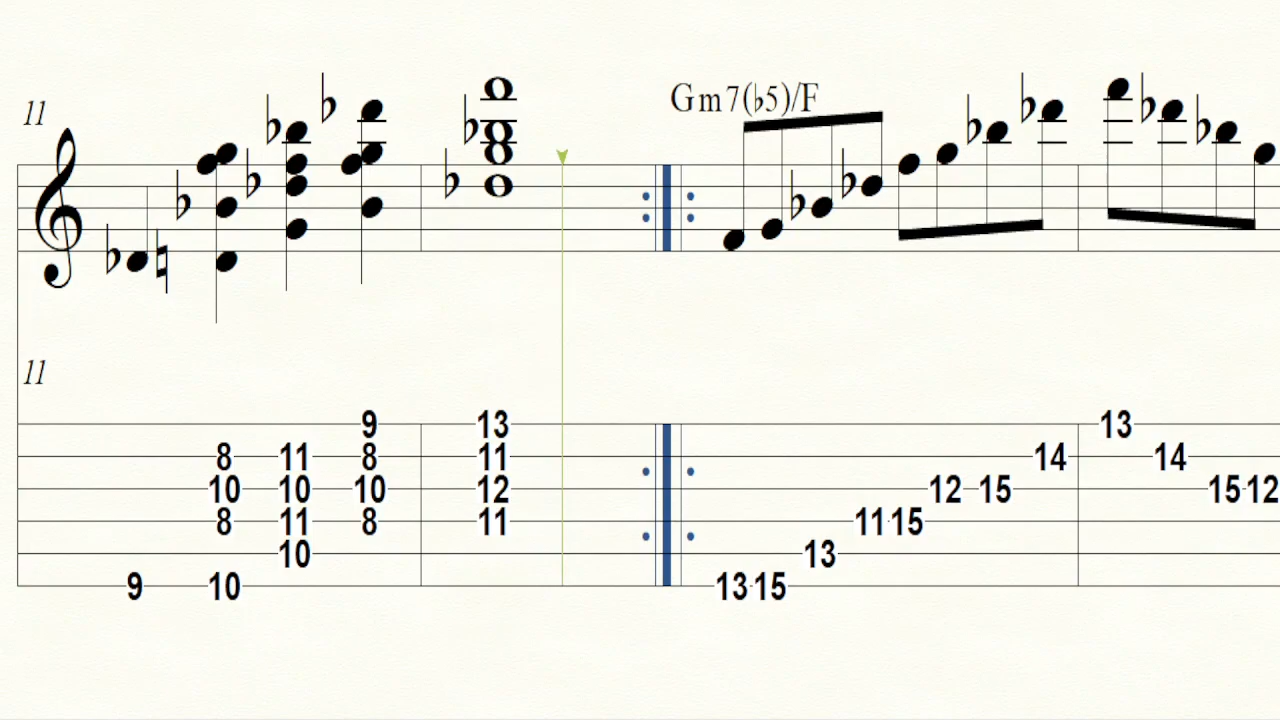 11
Gm7(♭5)/F
11
9 13
8 11 8 11 14 14
10 10 10 12 12 15 15 12
8 11 8 11 11 15
10 13
9 10 13 15
13